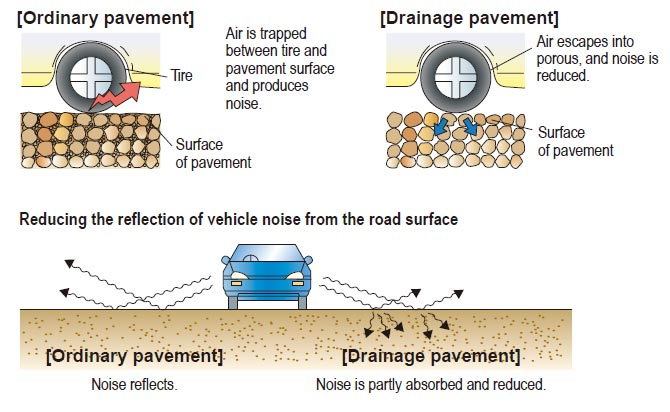 [Ordinary pavement]
Air is trapped
between tire and
pavement surface
and produces
noise.
Tire
Surface
of pavement
[Drainage pavement]
Air escapes into
porous, and noise is
reduced.
Surface
of pavement
Reducing the reflection of vehicle noise from the road surface
[Ordinary pavement]
Noise reflects.
[Drainage pavement]
Noise is partly absorbed and reduced.